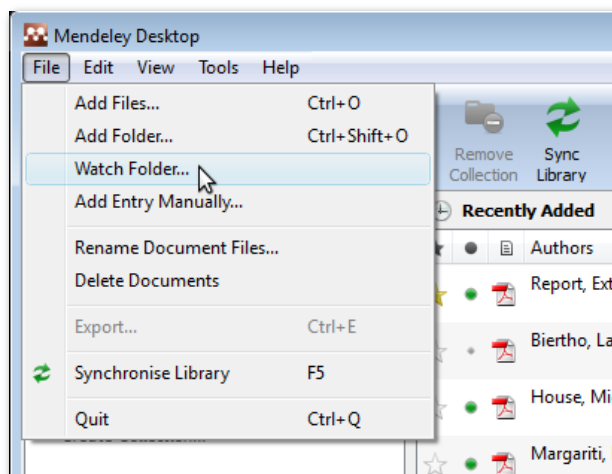 Mendeley Desktop
File Edit View Tools Help
Add Files... Ctrl+O
Add Folder... Ctrl+Shift+O
Watch Folder...
Add Entry Manually...
Rename Document Files...
Delete Documents
Export... Ctrl+E
Synchronise Library F5
Quit Ctrl+Q
Remove Collection
Sync Library
Recently Added
Authors
Report, Ext
Biertho, La
House, Mi
Margariti,